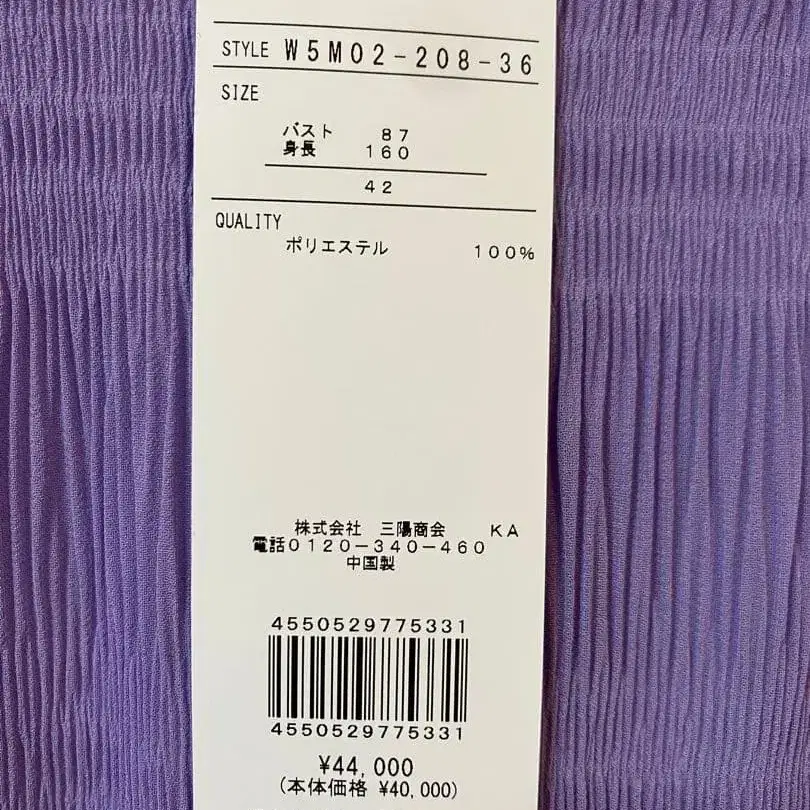 STYLE W5M02-208-36
SIZE
バスト 87
身長 160
42
QUALITY
ポリエステル 100%
株式会社 三陽商会 KA
電話0120-340-460
中国製
4550529775331
4550529775331
¥44,000
(本体価格 ¥40,000)